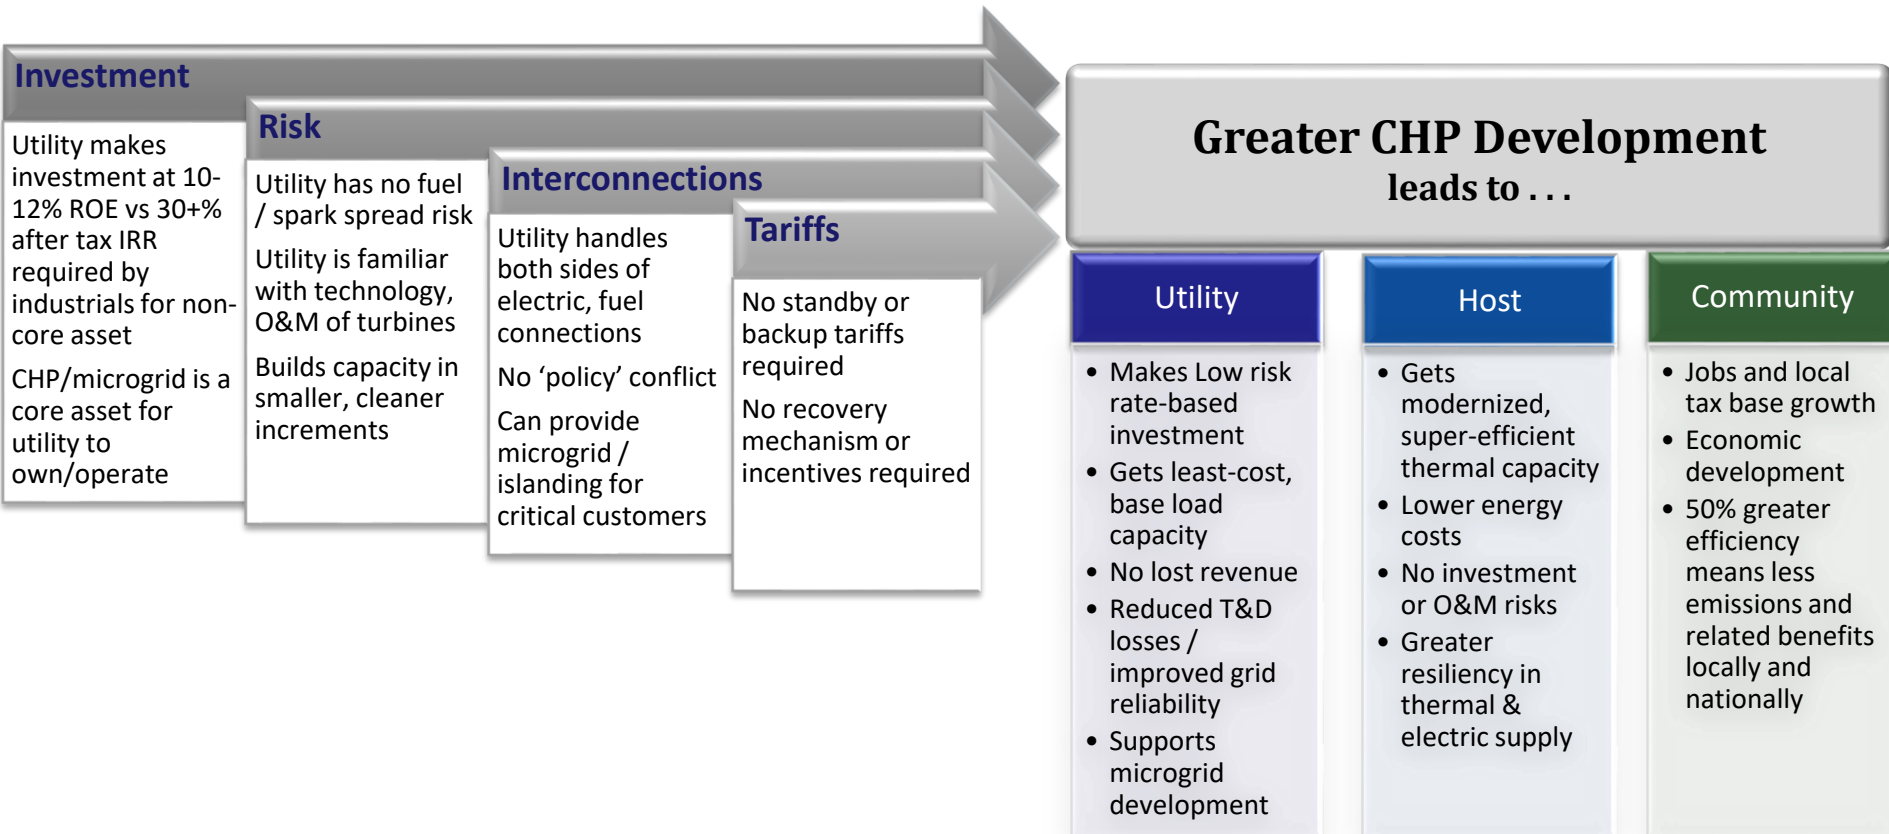 Investment
Utility makes
investment at 10-
12% ROE vs 30+%
after tax IRR
required by
industrials for non-
core asset
CHP/microgrid is a
core asset for
utility to
own/operate
Risk
Utility has no fuel
/ spark spread risk
Utility is familiar
with technology,
O&M of turbines
Builds capacity in
smaller, cleaner
increments
Interconnections
Utility handles
both sides of
electric, fuel
connections
No ‘policy’ conflict
Can provide
microgrid /
islanding for
critical customers
Tariffs
No standby or
backup tariffs
required
No recovery
mechanism or
incentives required
Greater CHP Development
leads to . . .
Utility
• Makes Low risk
rate-based
investment
• Gets least-cost,
base load
capacity
• No lost revenue
• Reduced T&D
losses /
improved grid
reliability
• Supports
microgrid
development
Host
• Gets
modernized,
super-efficient
thermal capacity
• Lower energy
costs
• No investment
or O&M risks
• Greater
resiliency in
thermal &
electric supply
Community
• Jobs and local
tax base growth
• Economic
development
• 50% greater
efficiency
means less
emissions and
related benefits
locally and
nationally